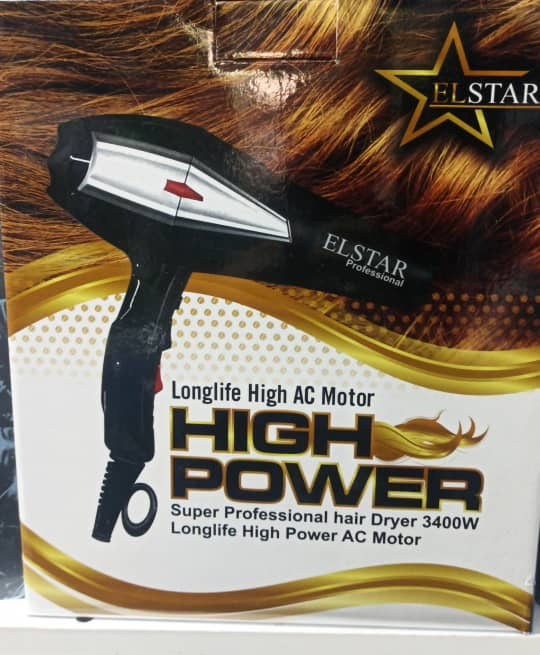 ELSTAR
ELSTAR
Professional
Longlife High AC Motor
HIGH
POWER
Super Professional hair Dryer 3400W
Longlife High Power AC Motor